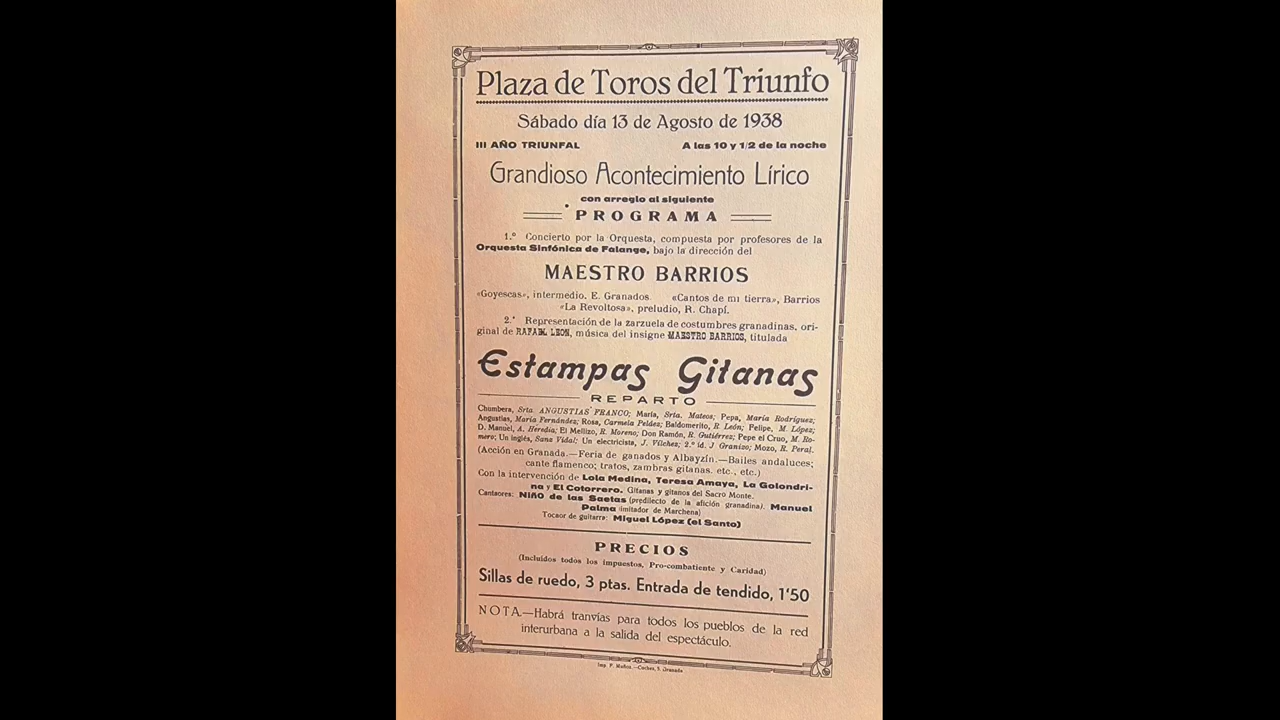 Plaza de Toros del Triunfo
Sábado día 13 de Agosto de 1938
III AÑO TRIUNFAL A las 10 y 1/2 de la noche
Grandioso Acontecimiento Lírico
con arreglo al siguiente
PROGRAMA
1.º Concierto por la Orquesta, compuesta por profesores de la
Orquesta Sinfónica de Falange, bajo la dirección del
MAESTRO BARRIOS
«Goyescas», intermedio. E. Granados. «Cantos de mi tierra», Barrios
«La Revoltosa», preludio, R. Chapí.
2.º Representación de la zarzuela de costumbres granadinas, ori-
ginal de RAFAEL LEON, música del insigne MAESTRO BARRIOS, titulada
Estampas Gitanas
REPARTO
Chumbera, Srta. ANGUSTIAS FRANCO; María, Srta. Mateos; Pepa, María Rodríguez;
Angustias, María Fernández; Rosa, Carmela Peldez; Baldomerito, R. León; Felipe, M. López;
D. Manuel, A. Heredia; El Mellizo, R. Moreno; Don Ramón, R. Gutiérrez; Pepe el Cruo, M. Ro-
mero; Un inglés, Sanz Vidal; Un electricista, J. Vílchez; 2.º id. J Granizo; Mozo, R. Peral.
(Acción en Granada.—Feria de ganados y Albayzín.—Bailes andaluces;
cante flamenco; tratos, zambras gitanas. etc., etc.)
Con la intervención de Lola Medina, Teresa Amaya, La Golondri-
na y El Cotorrero. Gitanas y gitanos del Sacro Monte.
Cantaores: Niño de las Saetas (predilecto de la afición granadina). Manuel
Palma (imitador de Marchena)
Tocaor de guitarra: Miguel López (el Santo)
PRECIOS
(Incluídos todos los impuestos, Pro-combatiente y Caridad)
Sillas de ruedo, 3 ptas. Entrada de tendido, 1'50
NOTA.—Habrá tranvías para todos los pueblos de la red
interurbana a la salida del espectáculo.
Imp. P. Muñoz.—Cuchas, 5. Granada